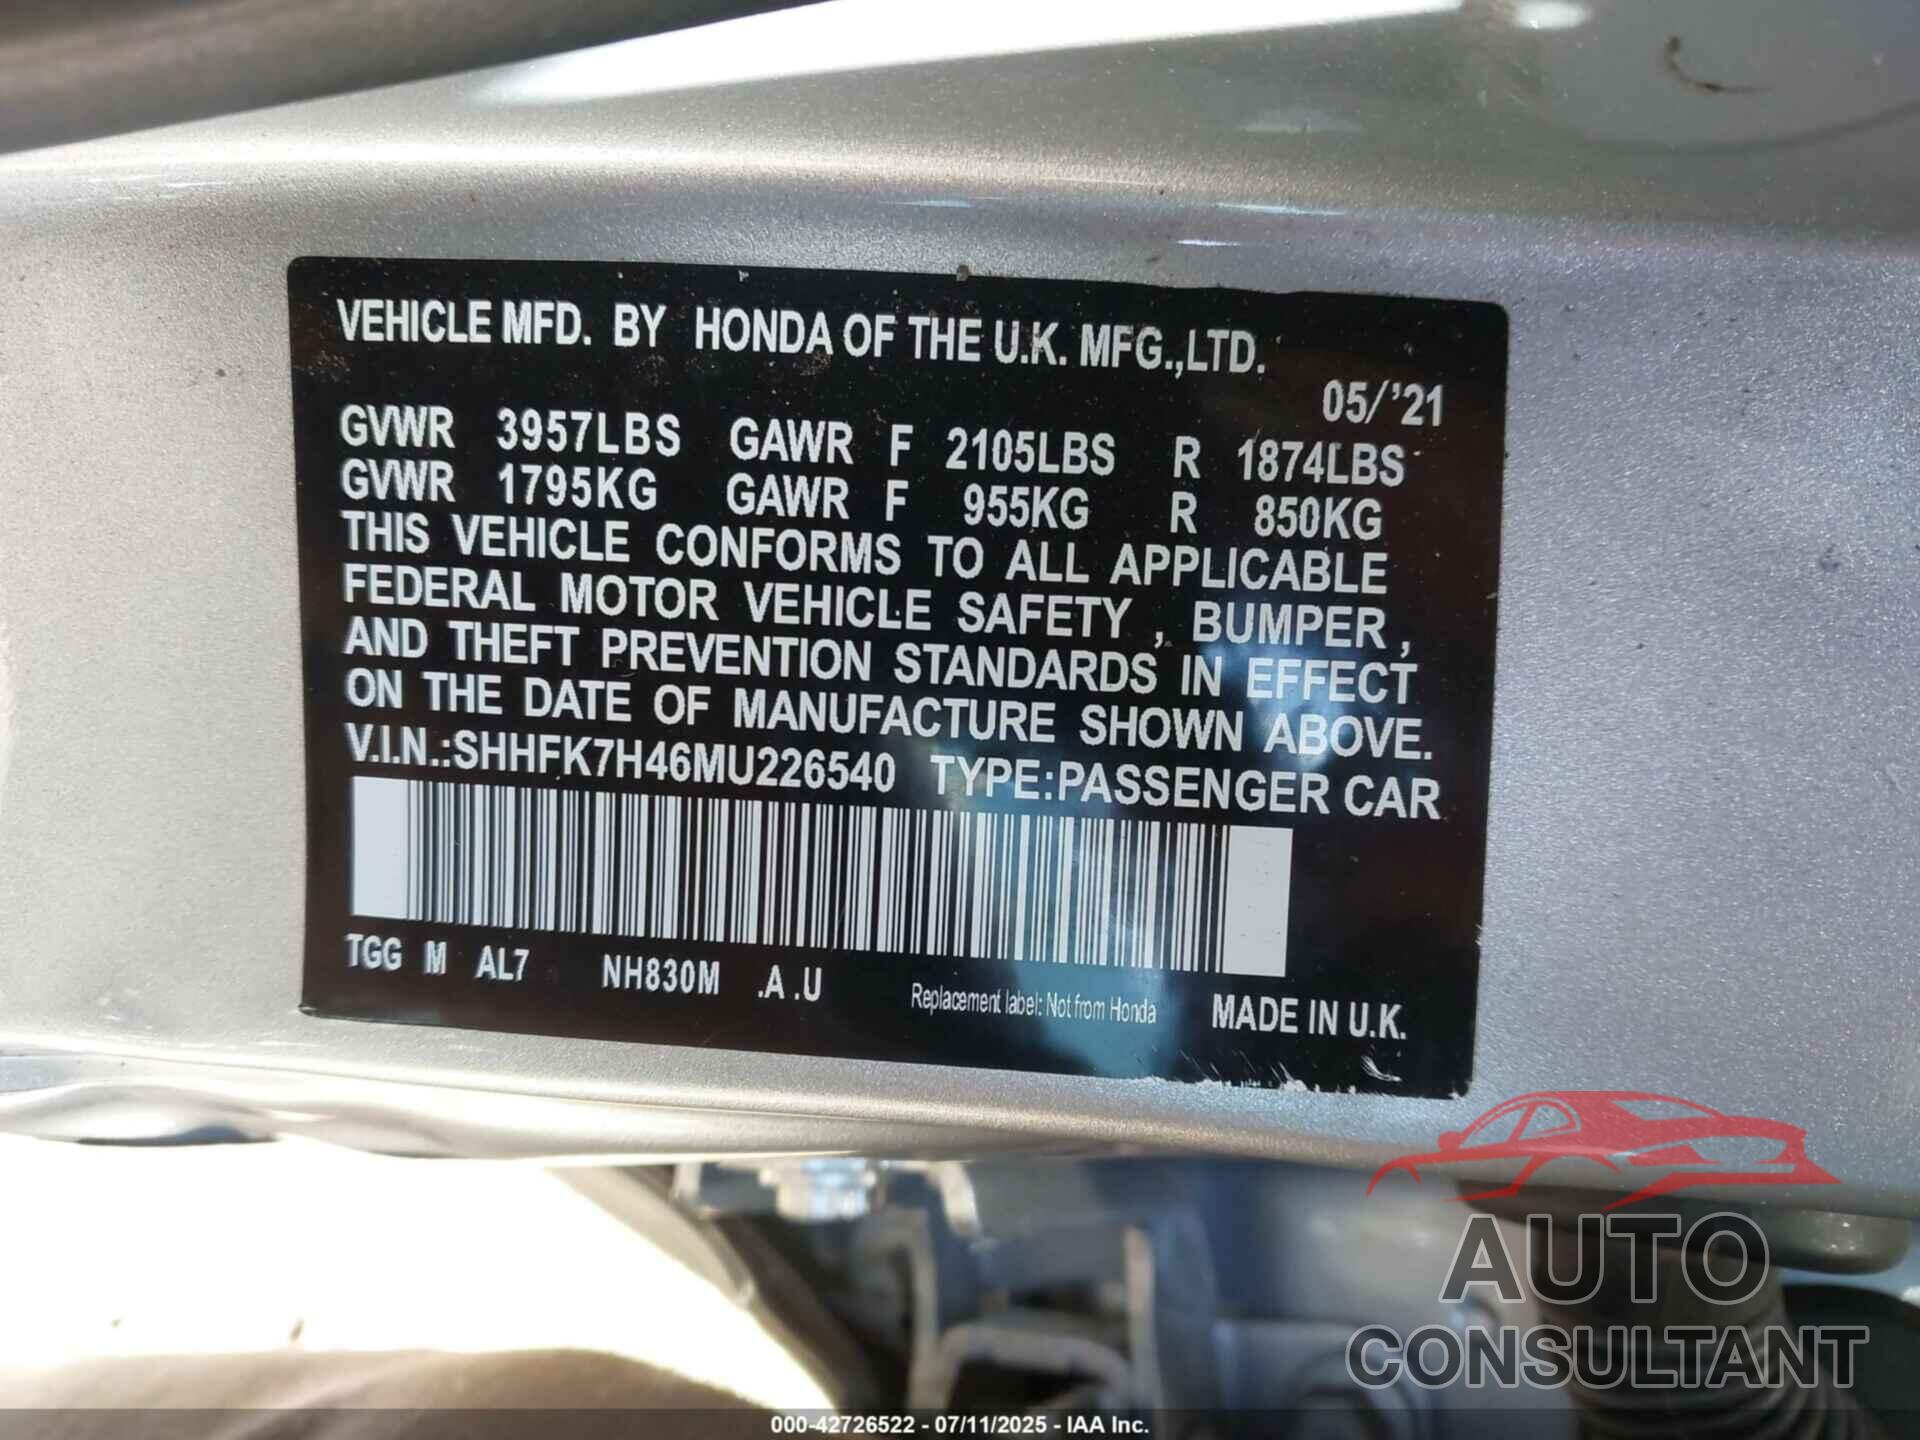 VEHICLE MFD. BY HONDA OF THE U.K. MFG.,LTD.
05/'21
GVWR 3957LBS GAWR F 2105LBS R 1874LBS
GVWR 1795KG GAWR F 955KG R 850KG
THIS VEHICLE CONFORMS TO ALL APPLICABLE
FEDERAL MOTOR VEHICLE SAFETY , BUMPER ,
AND THEFT PREVENTION STANDARDS IN EFFECT
ON THE DATE OF MANUFACTURE SHOWN ABOVE.
V.I.N.:SHHFK7H46MU226540 TYPE:PASSENGER CAR
TGG M AL7 NH830M .A .U
Replacement label: Not from Honda
MADE IN U.K.
AUTO
CONSULTANT
000-42726522 - 07/11/2025 - IAA Inc.